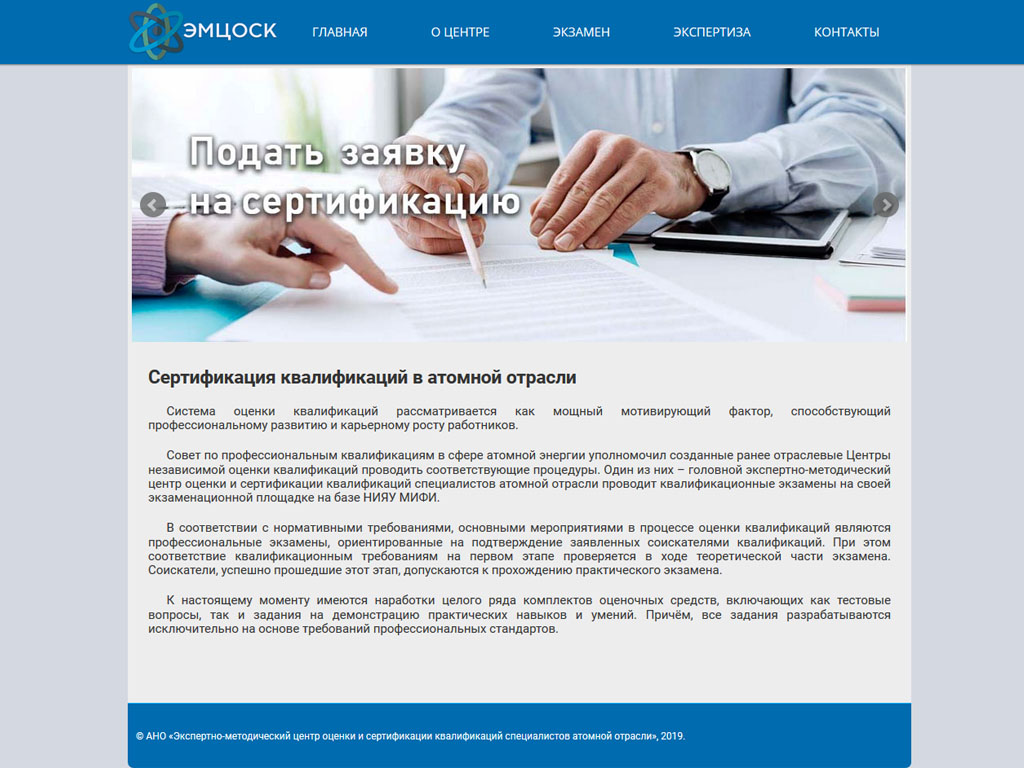 ЭМЦОСК
ГЛАВНАЯ О ЦЕНТРЕ ЭКЗАМЕН ЭКСПЕРТИЗА КОНТАКТЫ
Подать заявку
на сертификацию
Сертификация квалификаций в атомной отрасли
Система оценки квалификаций рассматривается как мощный мотивирующий фактор, способствующий
профессиональному развитию и карьерному росту работников.
Совет по профессиональным квалификациям в сфере атомной энергии уполномочил созданные ранее отраслевые Центры
независимой оценки квалификаций проводить соответствующие процедуры. Один из них – головной экспертно-методический
центр оценки и сертификации квалификаций специалистов атомной отрасли проводит квалификационные экзамены на своей
экзаменационной площадке на базе НИЯУ МИФИ.
В соответствии с нормативными требованиями, основными мероприятиями в процессе оценки квалификаций являются
профессиональные экзамены, ориентированные на подтверждение заявленных соискателями квалификаций. При этом
соответствие квалификационным требованиям на первом этапе проверяется в ходе теоретической части экзамена.
Соискатели, успешно прошедшие этот этап, допускаются к прохождению практического экзамена.
К настоящему моменту имеются наработки целого ряда комплектов оценочных средств, включающих как тестовые
вопросы, так и задания на демонстрацию практических навыков и умений. Причём, все задания разрабатываются
исключительно на основе требований профессиональных стандартов.
© АНО «Экспертно-методический центр оценки и сертификации квалификаций специалистов атомной отрасли», 2019.